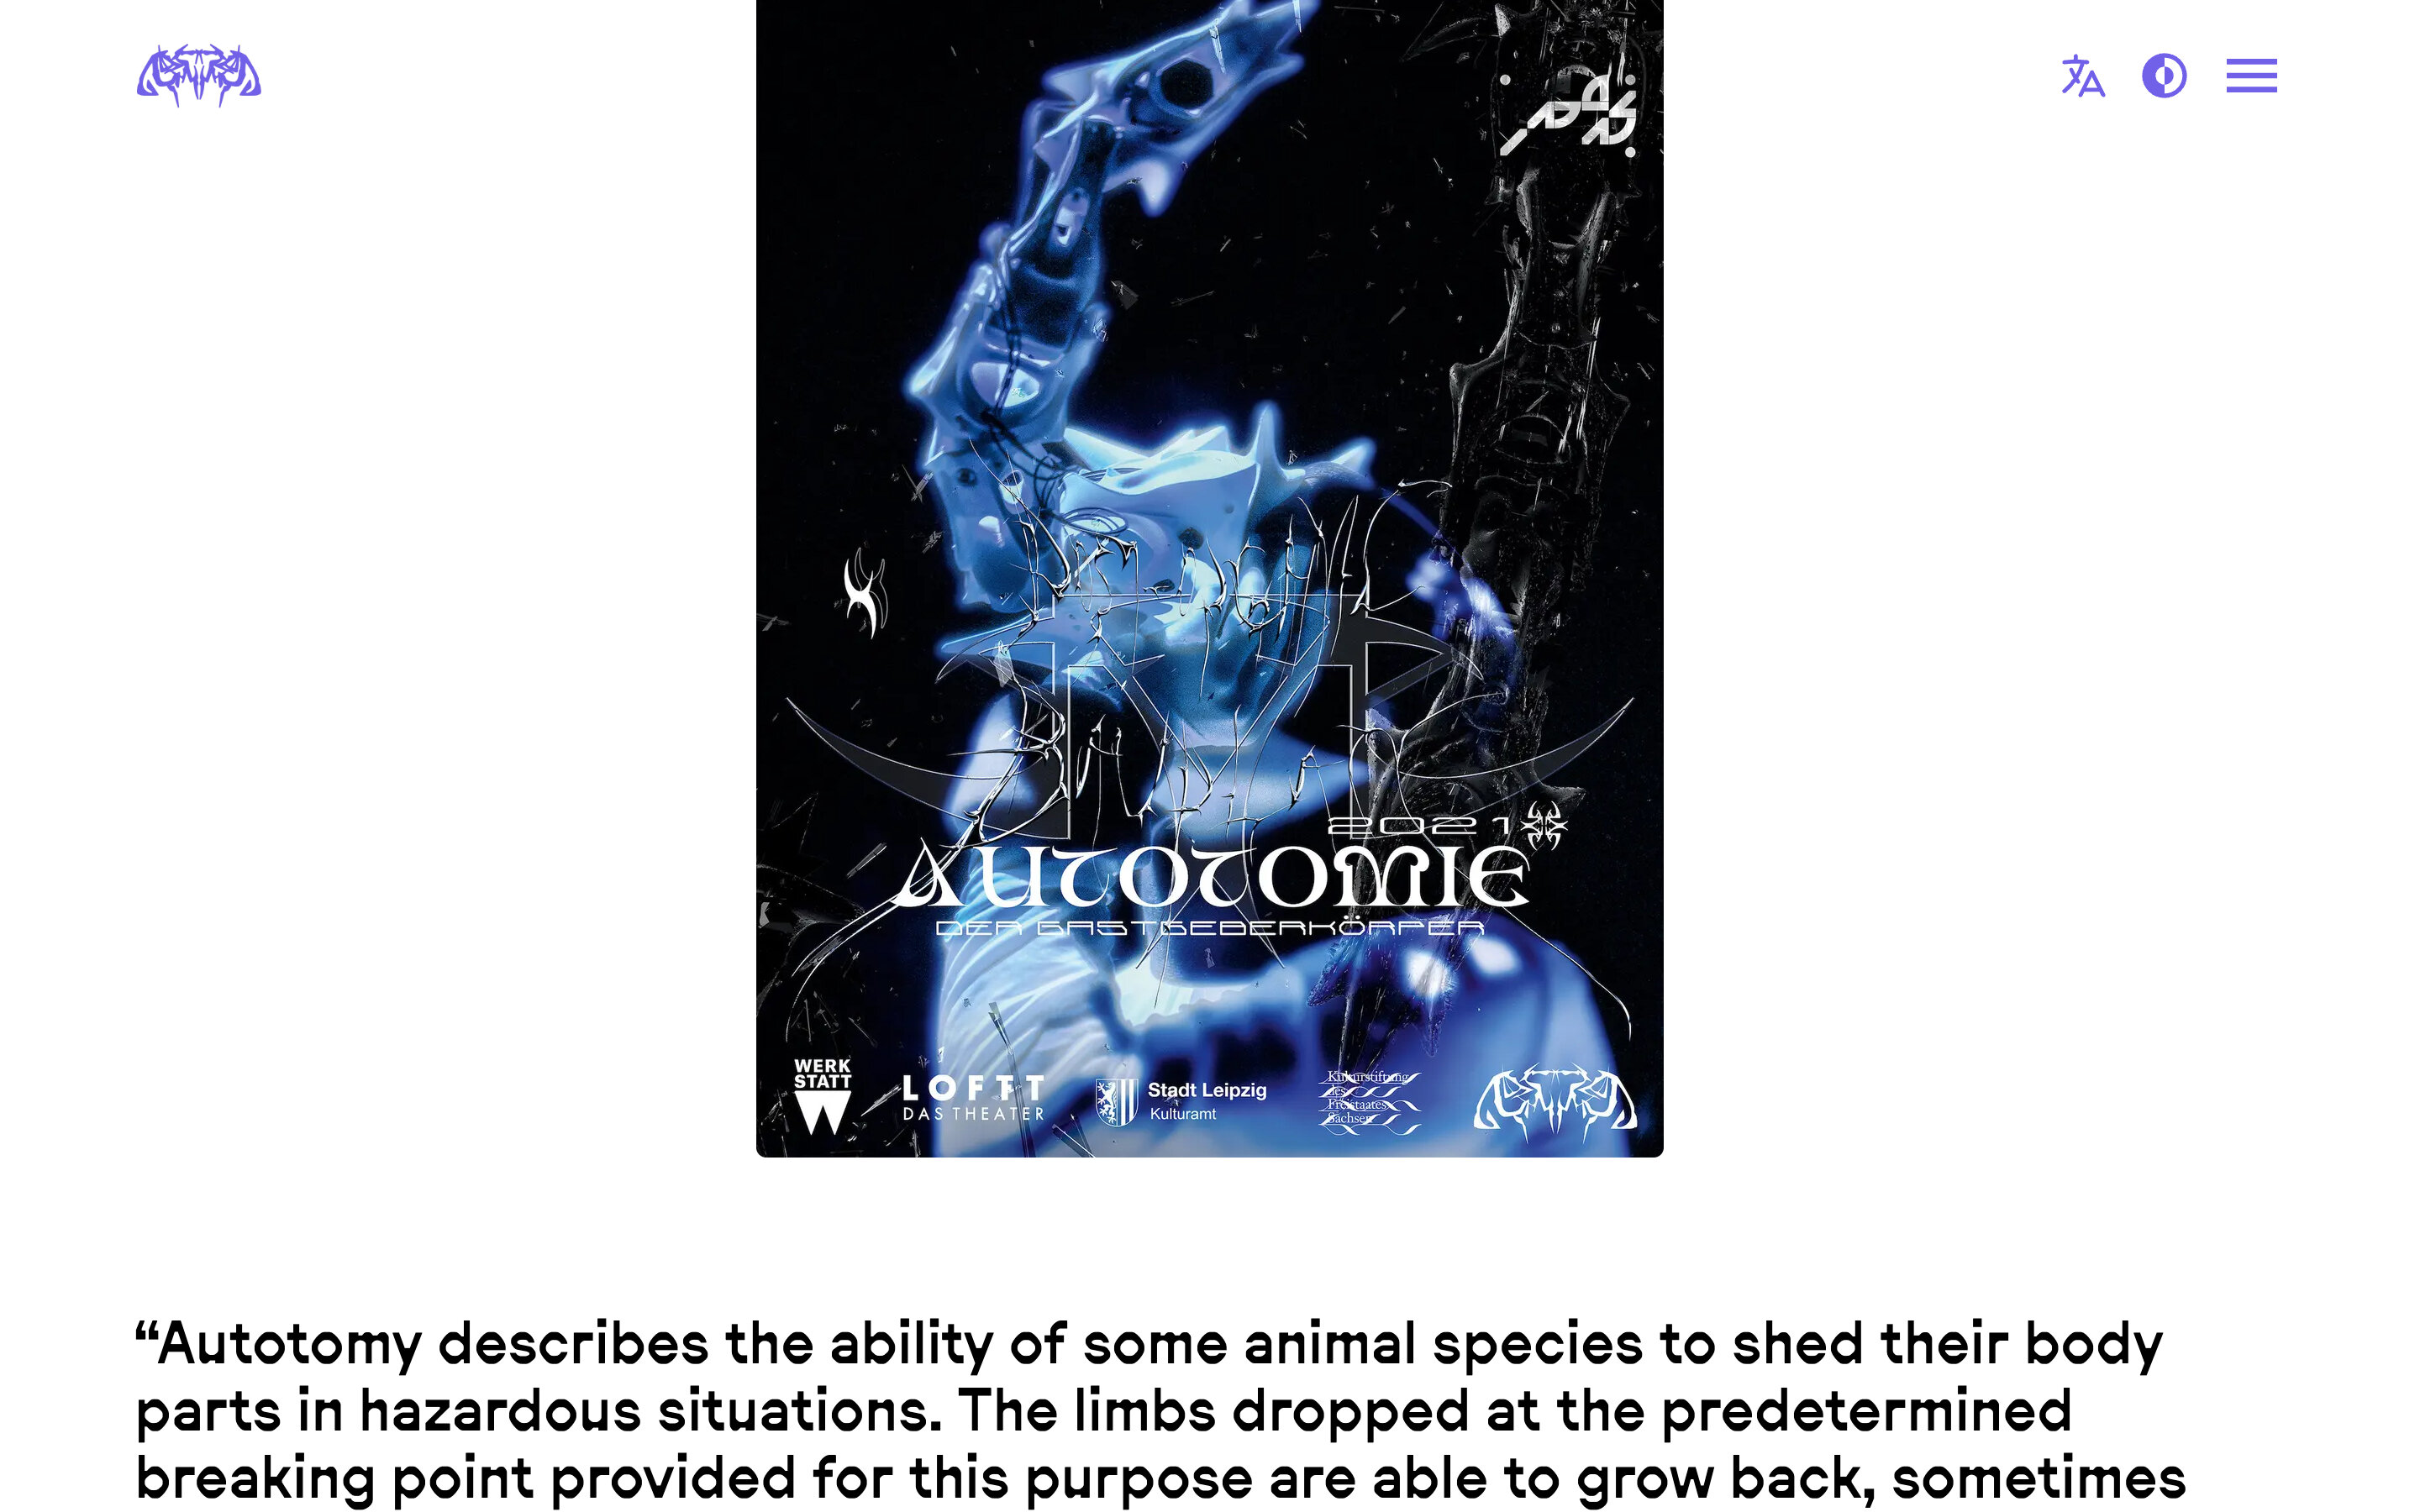 2021
AUTOTOMIE
DER GASTGEBERKÖRPER
WERK
STATT
W
LOFFT
DAS THEATER
Stadt Leipzig
Kulturamt
Kulturstiftung
des
Freistaates
Sachsen
“Autotomy describes the ability of some animal species to shed their body
parts in hazardous situations. The limbs dropped at the predetermined
breaking point provided for this purpose are able to grow back, sometimes